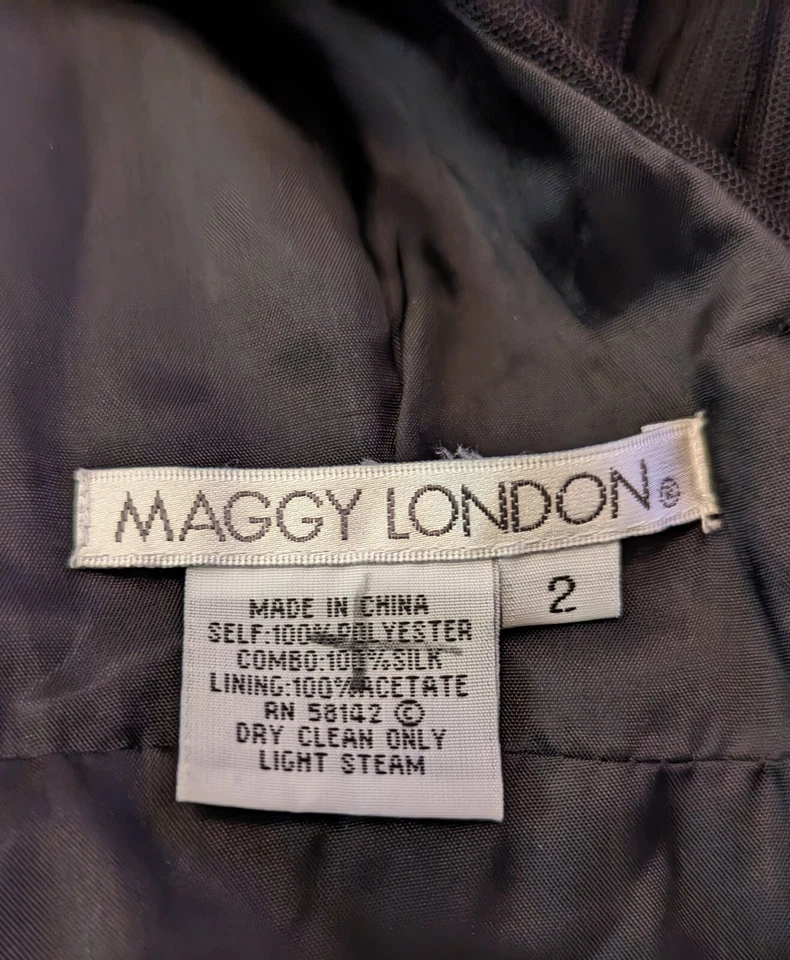 MAGGY LONDON®
2
MADE IN CHINA
SELF:100%POLYESTER
COMBO:100%SILK
LINING:100%ACETATE
RN 58142 ©
DRY CLEAN ONLY
LIGHT STEAM